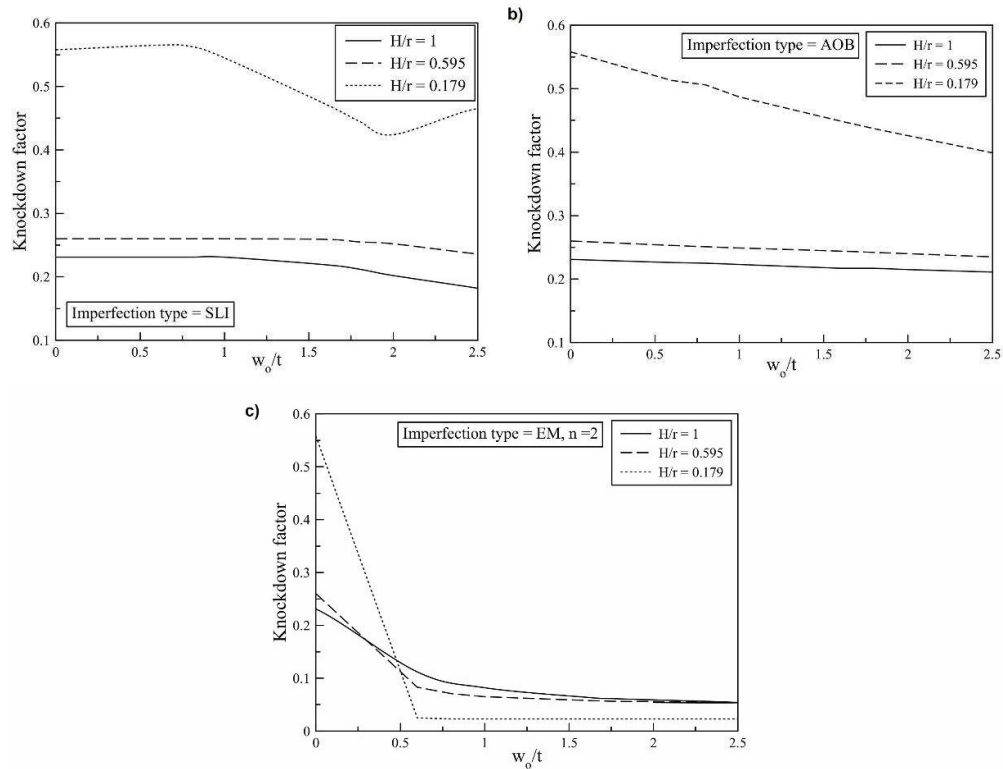 0.6
0.5
0.4
0.3
0.2
0.1
Knockdown factor
H/r = 1
H/r = 0.595
H/r = 0.179
Imperfection type = SLI
0
0.5
1
1.5
2
2.5
w_o/t
b)
0.6
0.5
0.4
0.3
0.2
0.1
Knockdown factor
Imperfection type = AOB
H/r = 1
H/r = 0.595
H/r = 0.179
0
0.5
1
1.5
2
2.5
w_o/t
c)
0.6
0.5
0.4
0.3
0.2
0.1
0
Knockdown factor
Imperfection type = EM, n =2
H/r = 1
H/r = 0.595
H/r = 0.179
0
0.5
1
1.5
2
2.5
w_o/t